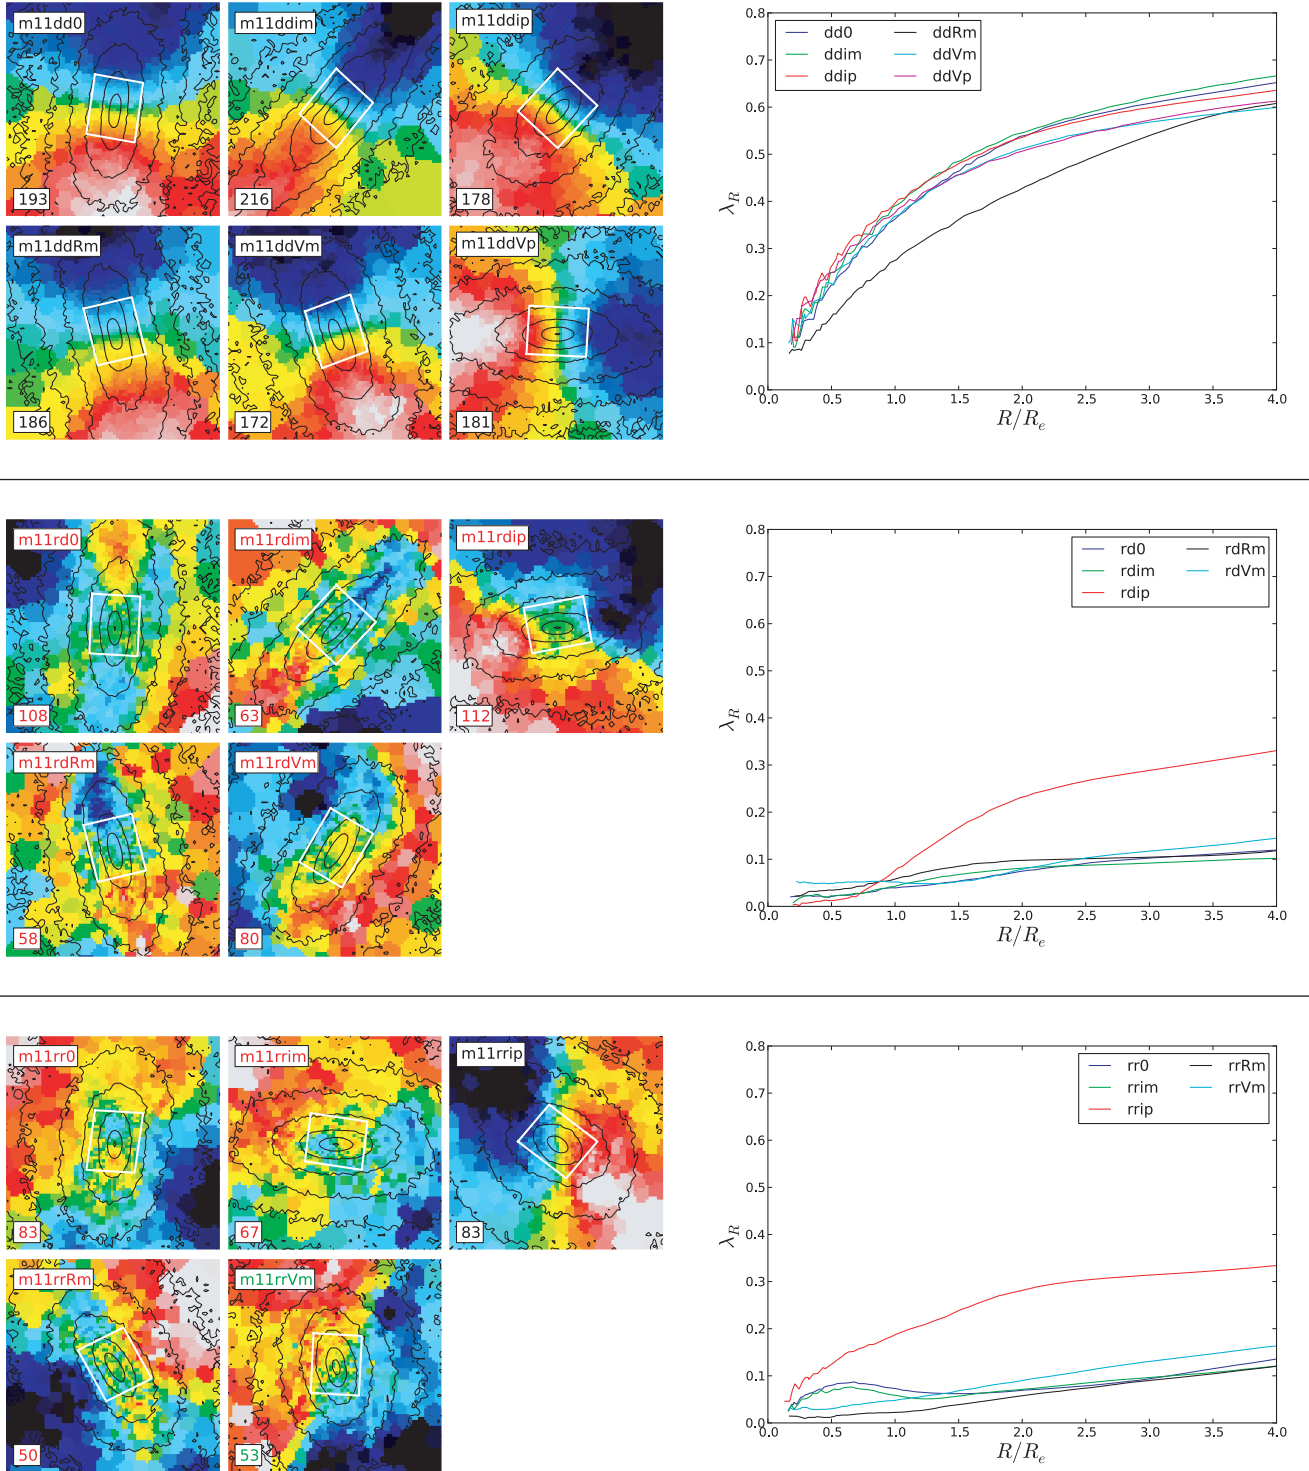 m11dd0
193
m11ddim
216
m11ddip
178
m11ddRm
186
m11ddVm
172
m11ddVp
181
dd0 ddRm
ddim ddVm
ddip ddVp
0.8
0.7
0.6
0.5
0.4
0.3
0.2
0.1
0.0
λ_R
0.0 0.5 1.0 1.5 2.0 2.5 3.0 3.5 4.0
R/R_e
m11rd0
108
m11rdim
63
m11rdip
112
m11rdRm
58
m11rdVm
80
rd0 rdRm
rdim rdVm
rdip
0.8
0.7
0.6
0.5
0.4
0.3
0.2
0.1
0.0
λ_R
0.0 0.5 1.0 1.5 2.0 2.5 3.0 3.5 4.0
R/R_e
m11rr0
83
m11rrim
67
m11rrip
83
m11rrRm
50
m11rrVm
53
rr0 rrRm
rrim rrVm
rrip
0.8
0.7
0.6
0.5
0.4
0.3
0.2
0.1
0.0
λ_R
0.0 0.5 1.0 1.5 2.0 2.5 3.0 3.5 4.0
R/R_e